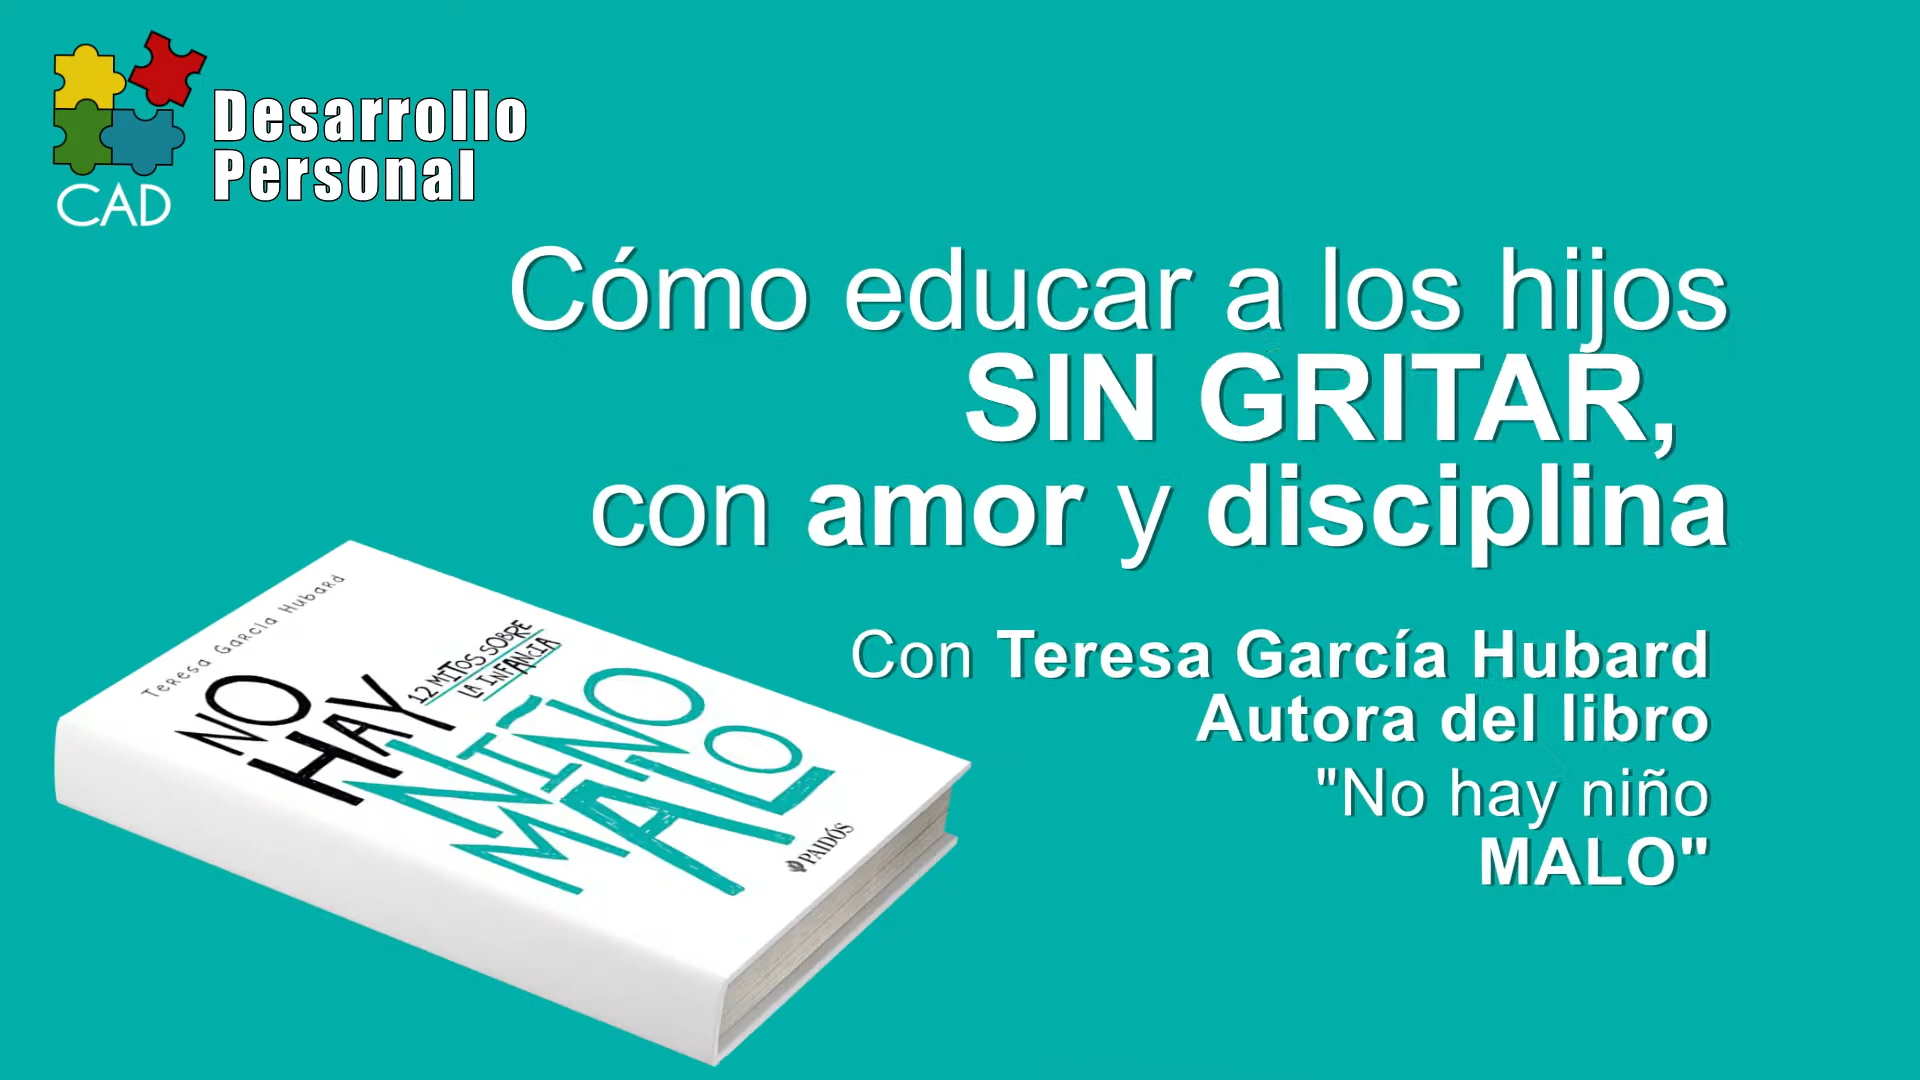 CAD
Desarrollo
Personal
Cómo educar a los hijos
SIN GRITAR,
con amor y disciplina
Con Teresa García Hubard
Autora del libro
"No hay niño
MALO"
Teresa García Hubard
NO
HAY
12 MITOS SOBRE
LA INFANCIA
NIÑO
MALO
PAIDÓS